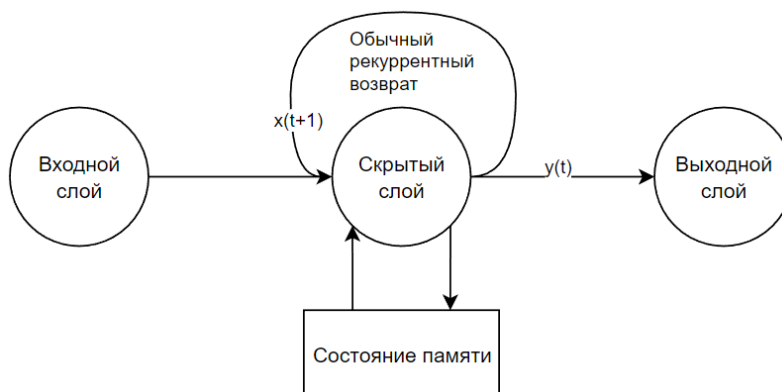 Обычный
рекуррентный
возврат
x(t+1)
Входной
слой
Скрытый
слой
y(t)
Выходной
слой
Состояние памяти